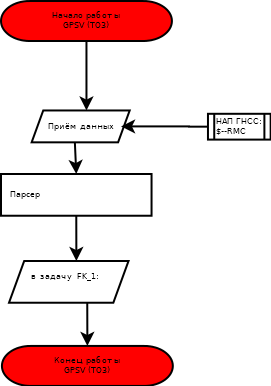 Начало работы
GPSV (ТОЗ)
Приём данных
НАП ГНСС:
$--RMC
Парсер
в задачу FK_1:
Конец работы
GPSV (ТОЗ)